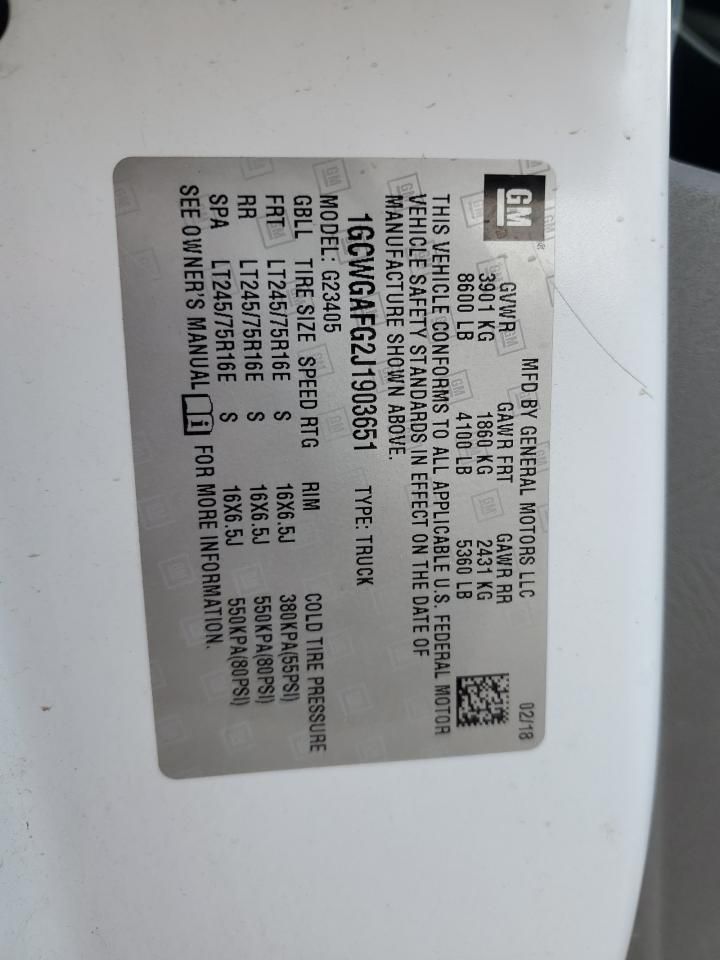 GM®
MFD BY GENERAL MOTORS LLC 02/18
GVWR GAWR FRT GAWR RR
3901 KG 1860 KG 2431 KG
8600 LB 4100 LB 5360 LB
THIS VEHICLE CONFORMS TO ALL APPLICABLE U.S. FEDERAL MOTOR
VEHICLE SAFETY STANDARDS IN EFFECT ON THE DATE OF
MANUFACTURE SHOWN ABOVE.
1GCWGAFG2J1903651 TYPE: TRUCK
MODEL: G23405
GBLL TIRE SIZE SPEED RTG RIM COLD TIRE PRESSURE
FRT LT245/75R16E S 16X6.5J 380KPA(55PSI)
RR LT245/75R16E S 16X6.5J 550KPA(80PSI)
SPA LT245/75R16E S 16X6.5J 550KPA(80PSI)
SEE OWNER'S MANUAL FOR MORE INFORMATION.